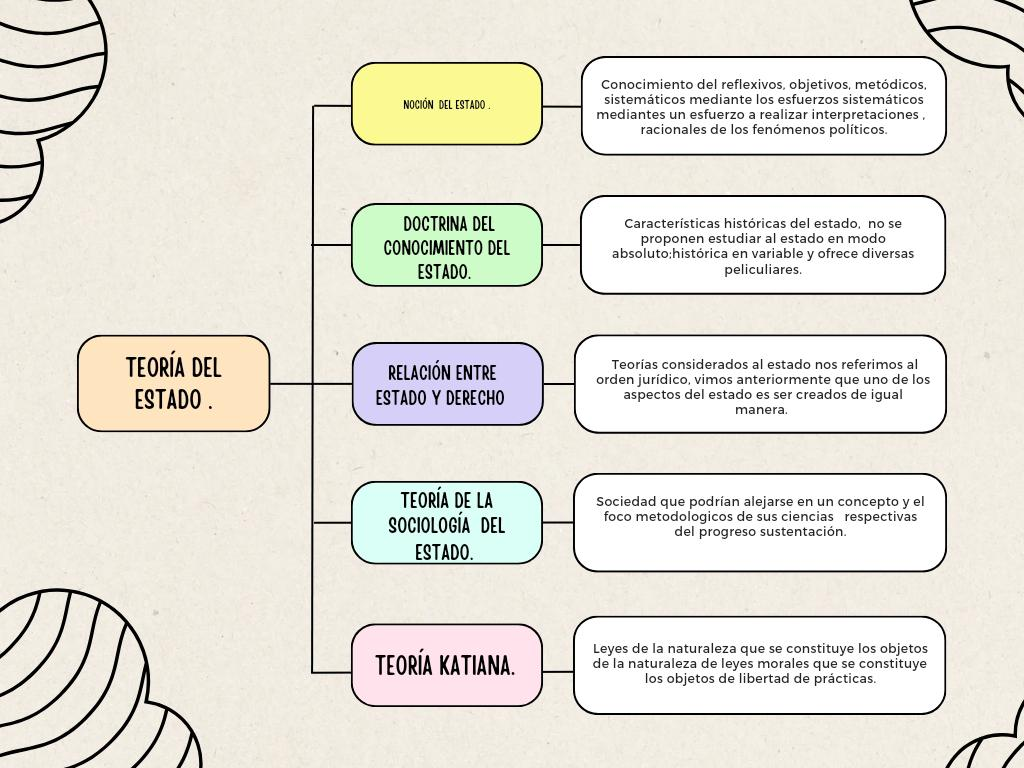 NOCIÓN DEL ESTADO .
Conocimiento del reflexivos, objetivos, metódicos,
sistemáticos mediante los esfuerzos sistemáticos
mediantes un esfuerzo a realizar interpretaciones ,
racionales de los fenómenos políticos.
DOCTRINA DEL
CONOCIMIENTO DEL
ESTADO.
Características históricas del estado, no se
proponen estudiar al estado en modo
absoluto;histórica en variable y ofrece diversas
peliculiares.
TEORÍA DEL
ESTADO .
RELACIÓN ENTRE
ESTADO Y DERECHO
Teorías considerados al estado nos referimos al
orden jurídico, vimos anteriormente que uno de los
aspectos del estado es ser creados de igual
manera.
TEORÍA DE LA
SOCIOLOGÍA DEL
ESTADO.
Sociedad que podrían alejarse en un concepto y el
foco metodologicos de sus ciencias respectivas
del progreso sustentación.
TEORÍA KATIANA.
Leyes de la naturaleza que se constituye los objetos
de la naturaleza de leyes morales que se constituye
los objetos de libertad de prácticas.